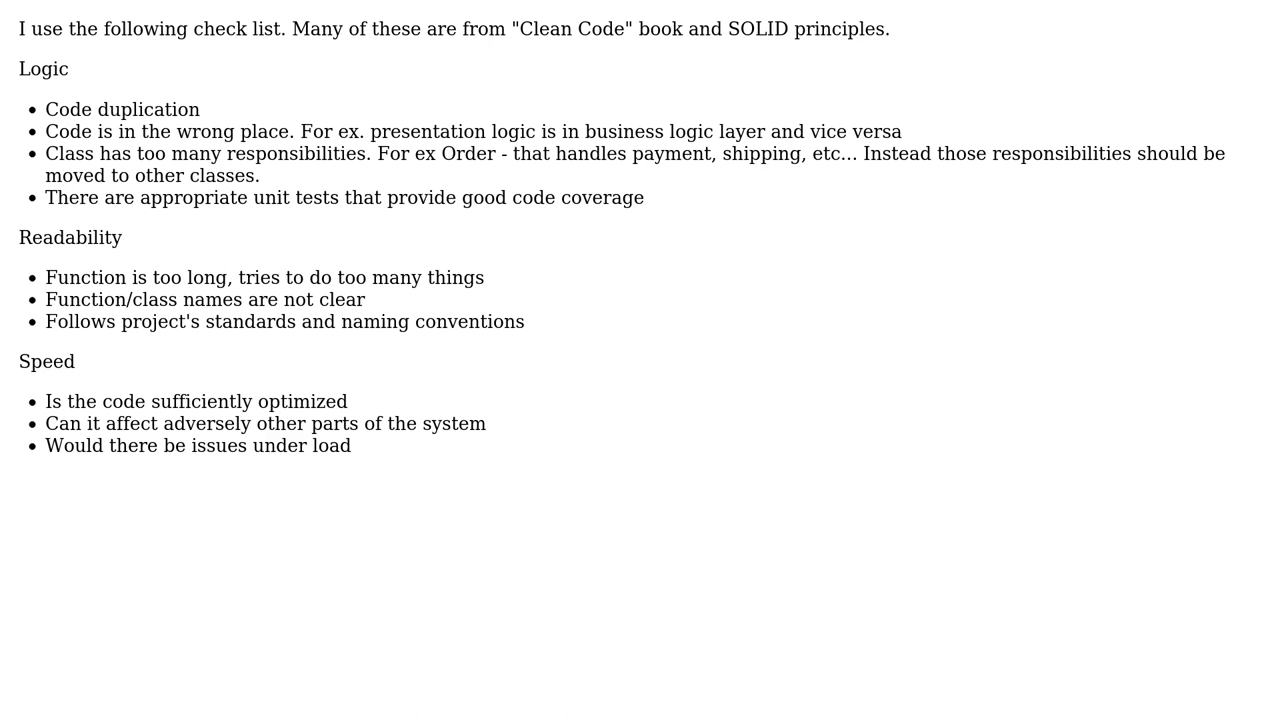 I use the following check list. Many of these are from "Clean Code" book and SOLID principles.
Logic
• Code duplication
• Code is in the wrong place. For ex. presentation logic is in business logic layer and vice versa
• Class has too many responsibilities. For ex Order - that handles payment, shipping, etc... Instead those responsibilities should be
moved to other classes.
• There are appropriate unit tests that provide good code coverage
Readability
• Function is too long, tries to do too many things
• Function/class names are not clear
• Follows project's standards and naming conventions
Speed
• Is the code sufficiently optimized
• Can it affect adversely other parts of the system
• Would there be issues under load